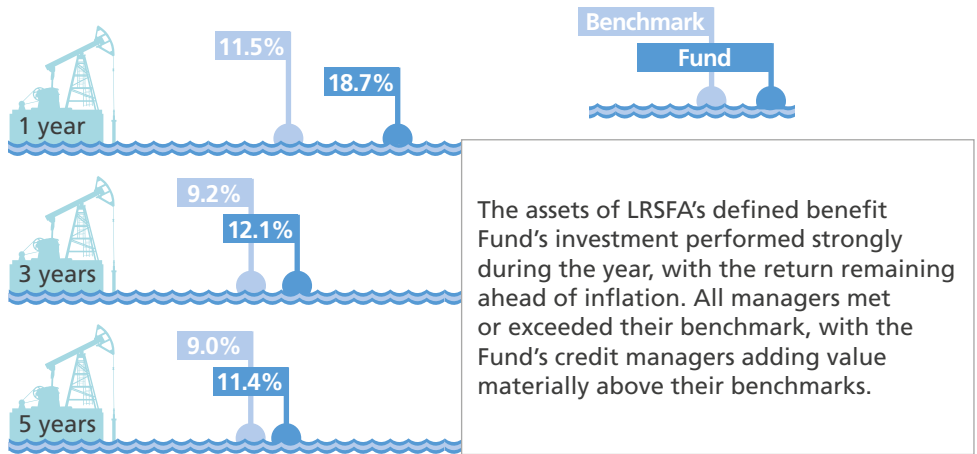 Benchmark
Fund
11.5%
18.7%
1 year
9.2%
12.1%
3 years
9.0%
11.4%
5 years
The assets of LRSFA's defined benefit
Fund's investment performed strongly
during the year, with the return remaining
ahead of inflation. All managers met
or exceeded their benchmark, with the
Fund's credit managers adding value
materially above their benchmarks.